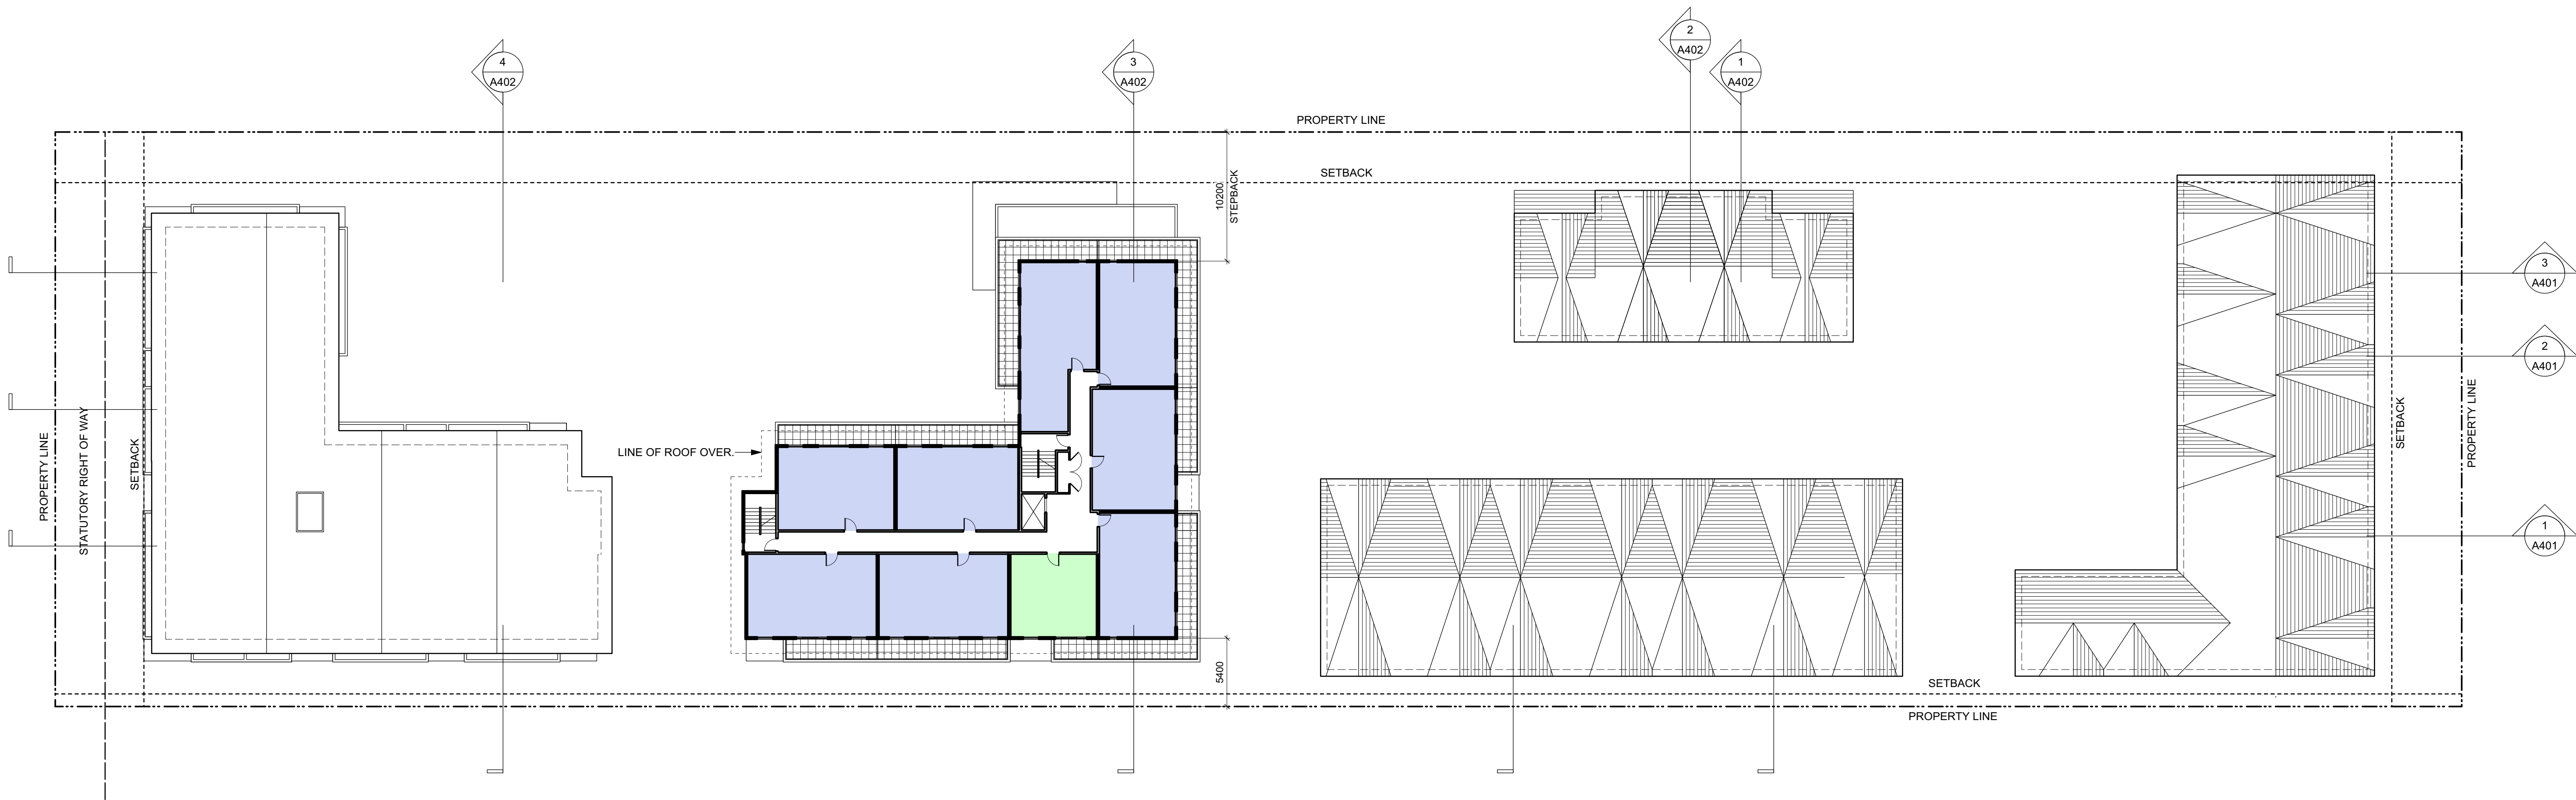 2
A402
4
A402
3
A402
1
A402
PROPERTY LINE
SETBACK
10200
STEPBACK
3
A401
2
A401
1
A401
PROPERTY LINE
STATUTORY RIGHT OF WAY
SETBACK
LINE OF ROOF OVER.
SETBACK
PROPERTY LINE
5400
SETBACK
PROPERTY LINE